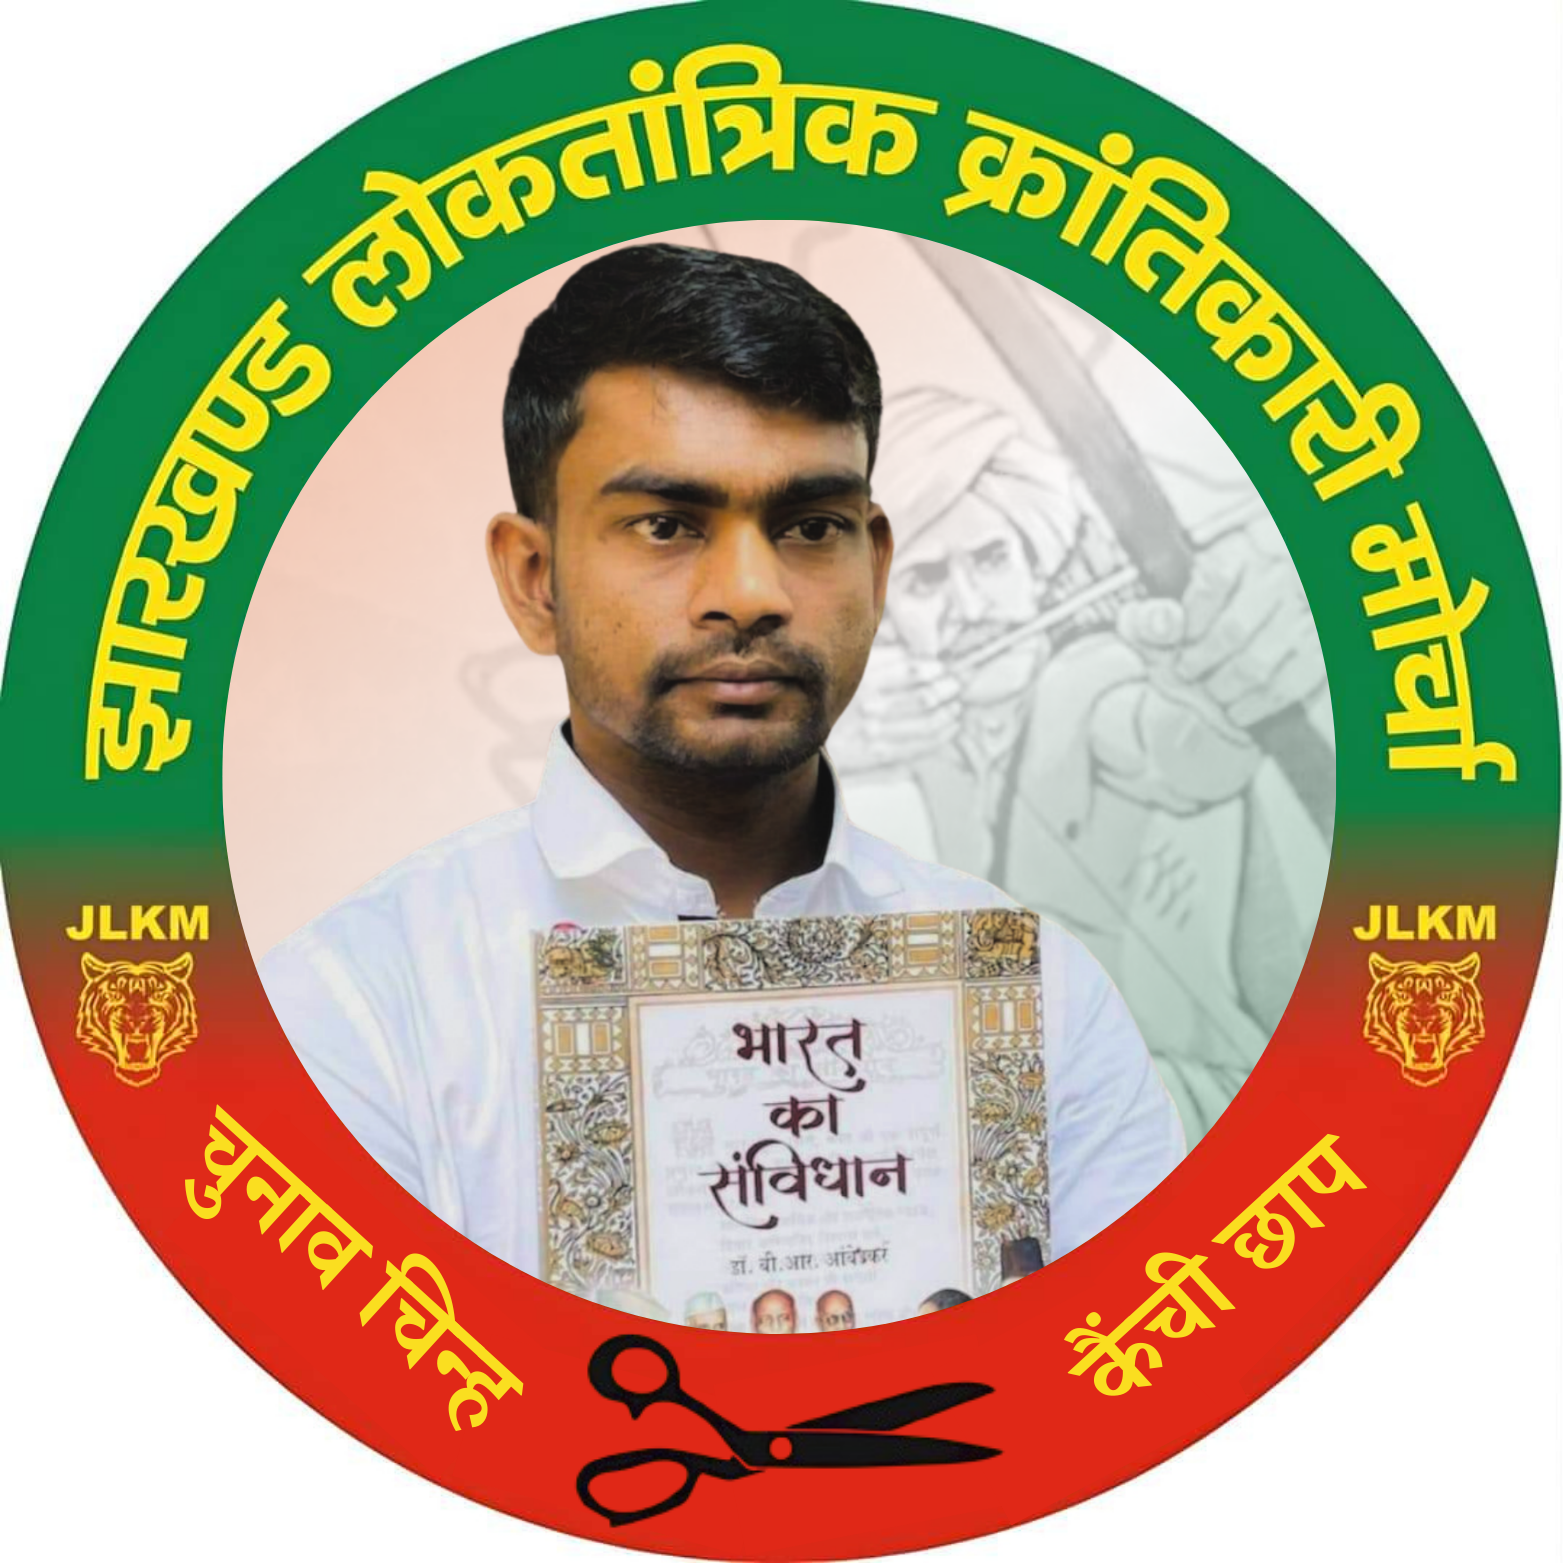 झारखण्ड लोकतांत्रिक क्रांतिकारी मोर्चा
JLKM
JLKM
भारत
का
संविधान
डॉ. बी.आर. आंबेडकर
चुनाव चिन्ह
कैंची छाप